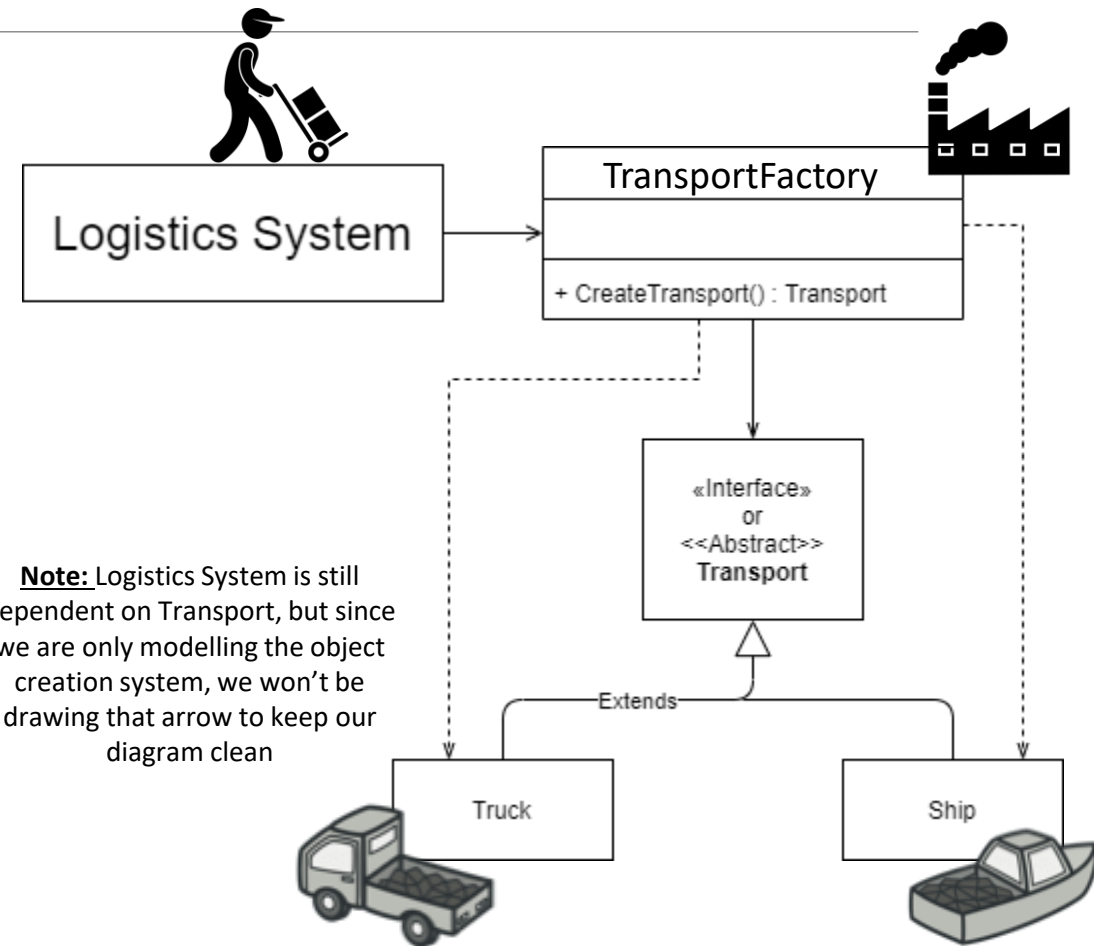 Logistics System
TransportFactory
+ CreateTransport() : Transport
«Interface»
or
<<Abstract>>
Transport
Note: Logistics System is still
ependent on Transport, but since
we are only modelling the object
creation system, we won't be
drawing that arrow to keep our
diagram clean
Extends
Truck
Ship